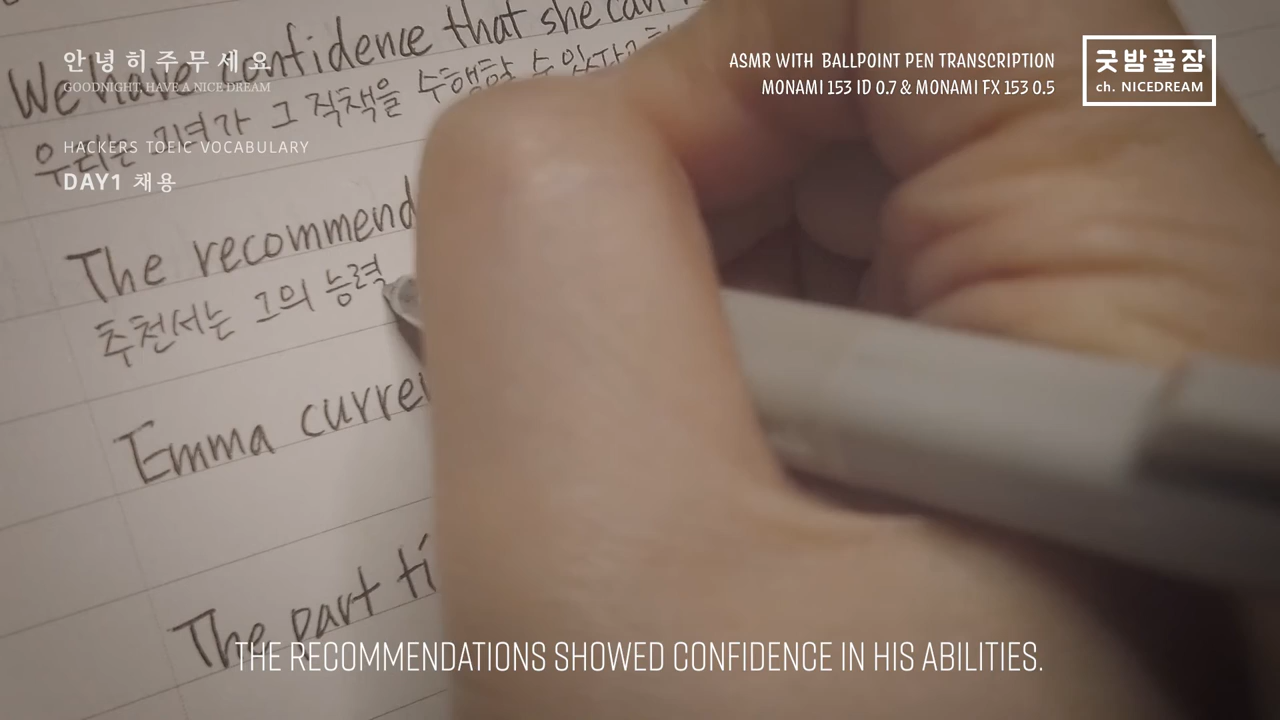 안녕히주무세요
GOODNIGHT, HAVE A NICE DREAM
HACKERS TOEIC VOCABULARY
DAY1 채용
ASMR WITH BALLPOINT PEN TRANSCRIPTION
MONAMI 153 ID 0.7 & MONAMI FX 153 0.5
굿밤꿀잠
ch. NICEDREAM
We have confidence that she can
우리는 그녀가 그 직책을 수행할 수 있다고
The recommend
추천서는 그의 능력
Emma curre
The part ti
THE RECOMMENDATIONS SHOWED CONFIDENCE IN HIS ABILITIES.